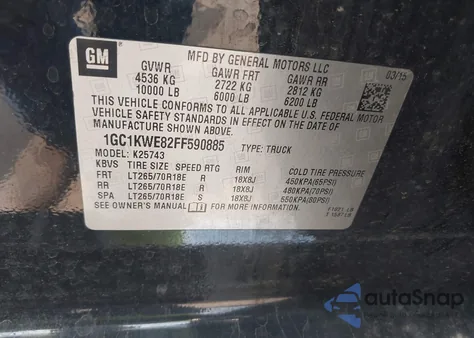 GM
MFD BY GENERAL MOTORS LLC
GVWR GAWR FRT GAWR RR 03/15
4536 KG 2722 KG 2812 KG
10000 LB 6000 LB 6200 LB
THIS VEHICLE CONFORMS TO ALL APPLICABLE U.S. FEDERAL MOTOR
VEHICLE SAFETY STANDARDS IN EFFECT ON THE DATE OF
MANUFACTURE SHOWN ABOVE.
1GC1KWE82FF590885 TYPE: TRUCK
MODEL: K25743
KBVS TIRE SIZE SPEED RTG RIM COLD TIRE PRESSURE
FRT LT265/70R18E R 18X8J 450KPA(65PSI)
RR LT265/70R18E R 18X8J 480KPA(70PSI)
SPA LT265/70R18E S 18X8J 550KPA(80PSI)
SEE OWNER'S MANUAL FOR MORE INFORMATION.
autoSnap